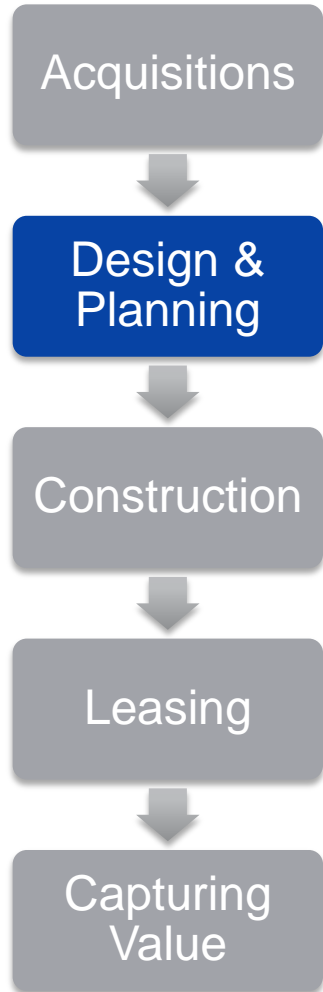 Acquisitions
Design &
Planning
Construction
Leasing
Capturing
Value